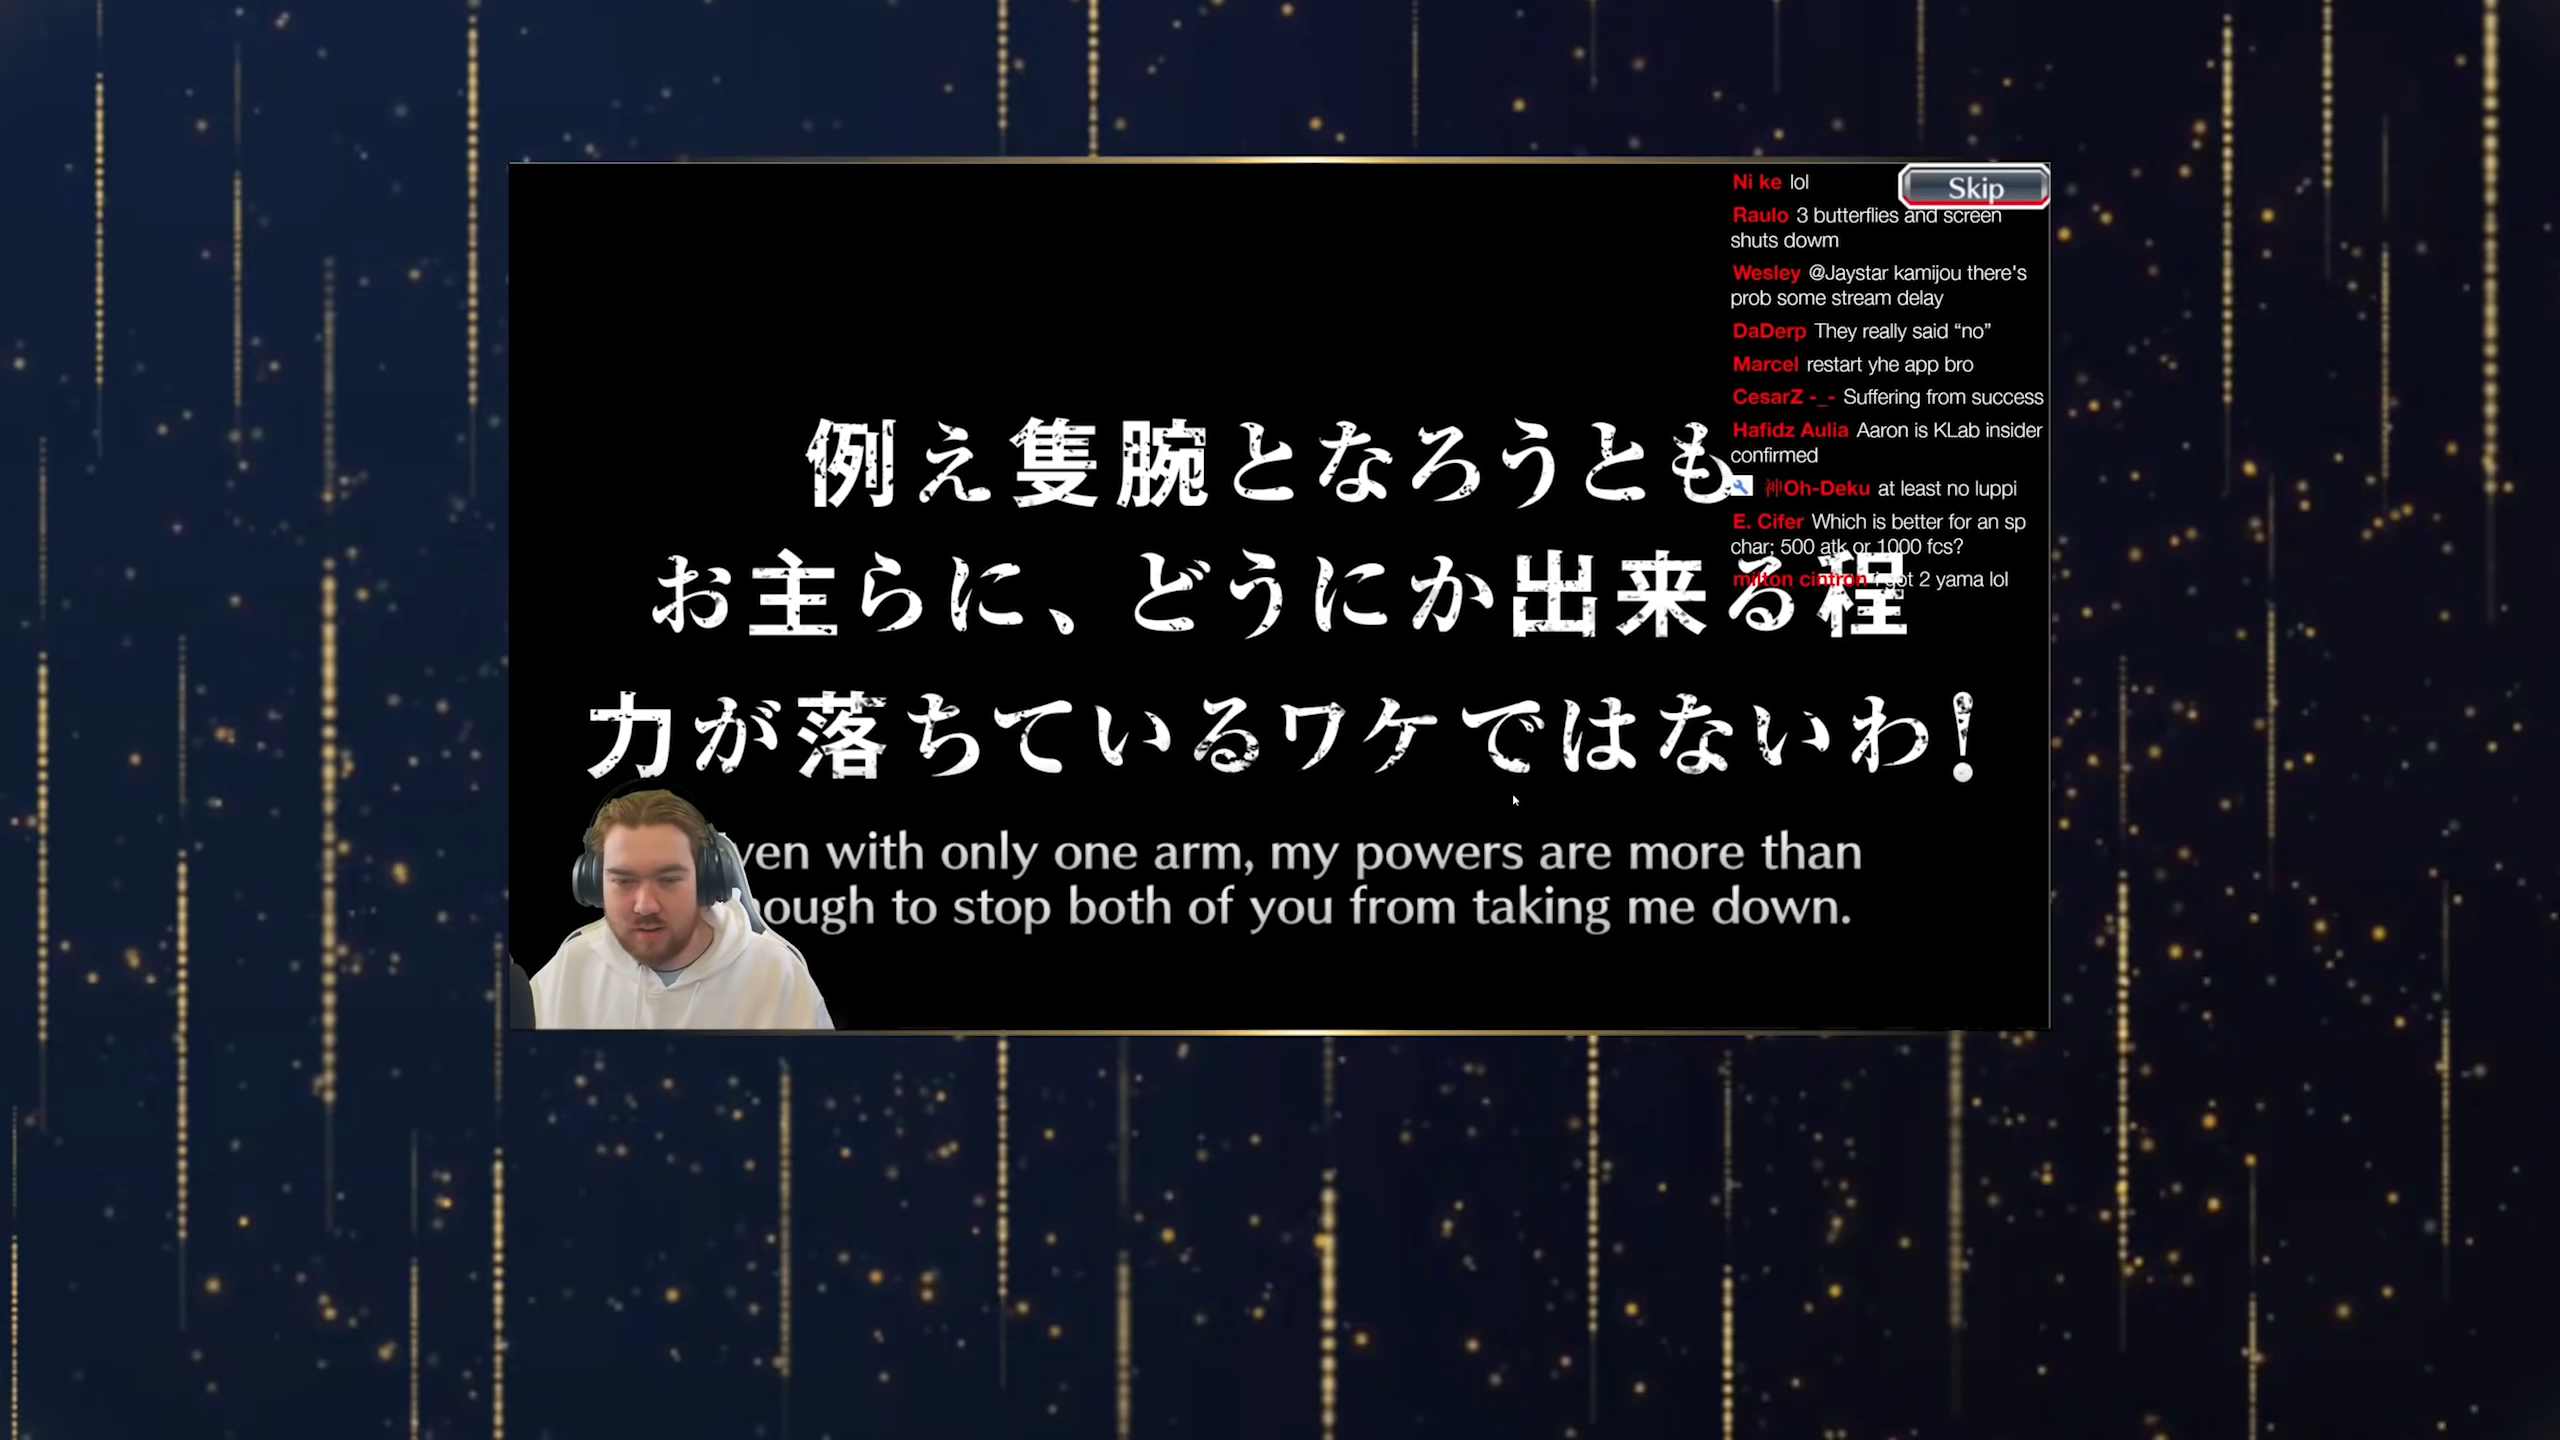 Skip
Ni ke lol
Raulo 3 butterflies and screen
shuts dowm
Wesley @Jaystar kamijou there's
prob some stream delay
DaDerp They really said “no”
Marcel restart yhe app bro
CesarZ -_- Suffering from success
Hafidz Aulia Aaron is KLab insider
confirmed
神Oh-Deku at least no luppi
E. Cifer Which is better for an sp
char; 500 atk or 1000 fcs?
milton cintron I got 2 yama lol
例え隻腕となろうとも
お主らに、どうにか出来る程
力が落ちているワケではないわ!
with only one arm, my powers are more than
to stop both of you from taking me down.